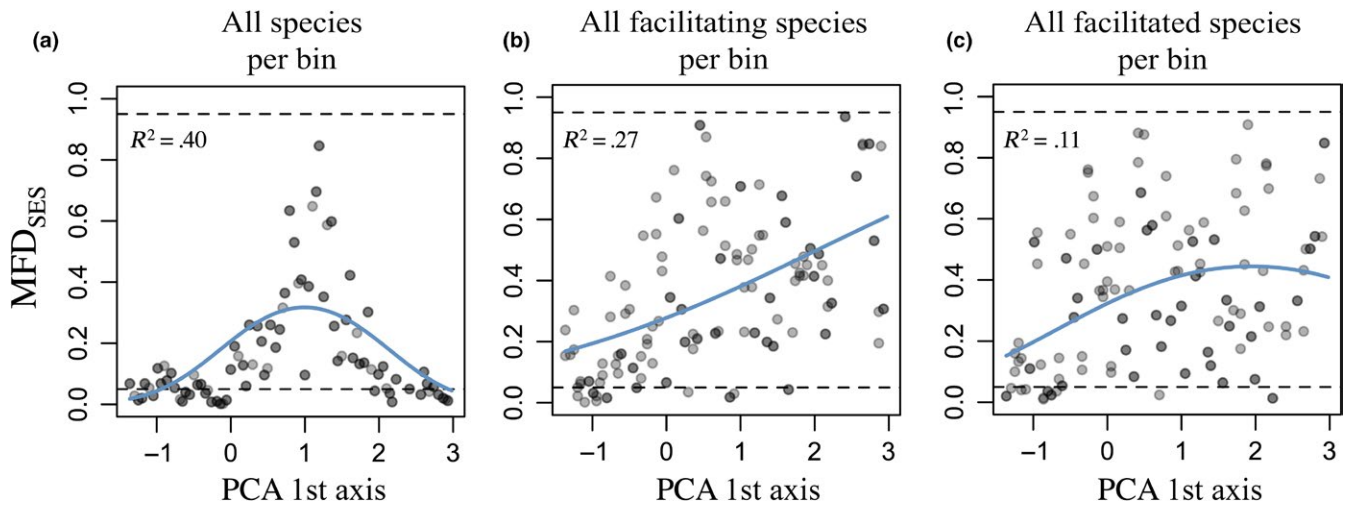 (a)
All species
per bin
R² = .40
MFD_SES
1.0
0.8
0.6
0.4
0.2
0.0
−1 0 1 2 3
PCA 1st axis
(b)
All facilitating species
per bin
R² = .27
1.0
0.8
0.6
0.4
0.2
0.0
−1 0 1 2 3
PCA 1st axis
(c)
All facilitated species
per bin
R² = .11
1.0
0.8
0.6
0.4
0.2
0.0
−1 0 1 2 3
PCA 1st axis